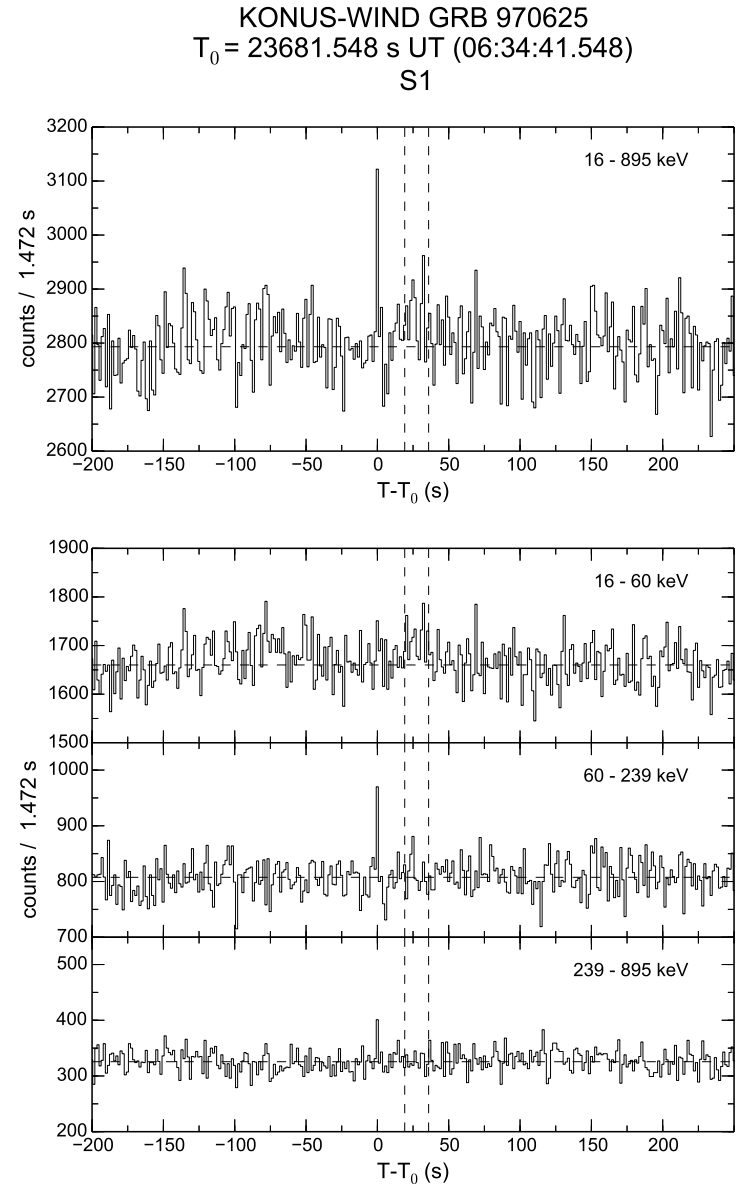 KONUS-WIND GRB 970625
T0 = 23681.548 s UT (06:34:41.548)
S1
3200
16 - 895 keV
3100
3000
2900
2800
2700
2600
counts / 1.472 s
−200 −150 −100 −50 0 50 100 150 200
T-T0 (s)
1900
16 - 60 keV
1800
1700
1600
1500
1000
60 - 239 keV
900
800
700
counts / 1.472 s
500
239 - 895 keV
400
300
200
−200 −150 −100 −50 0 50 100 150 200
T-T0 (s)